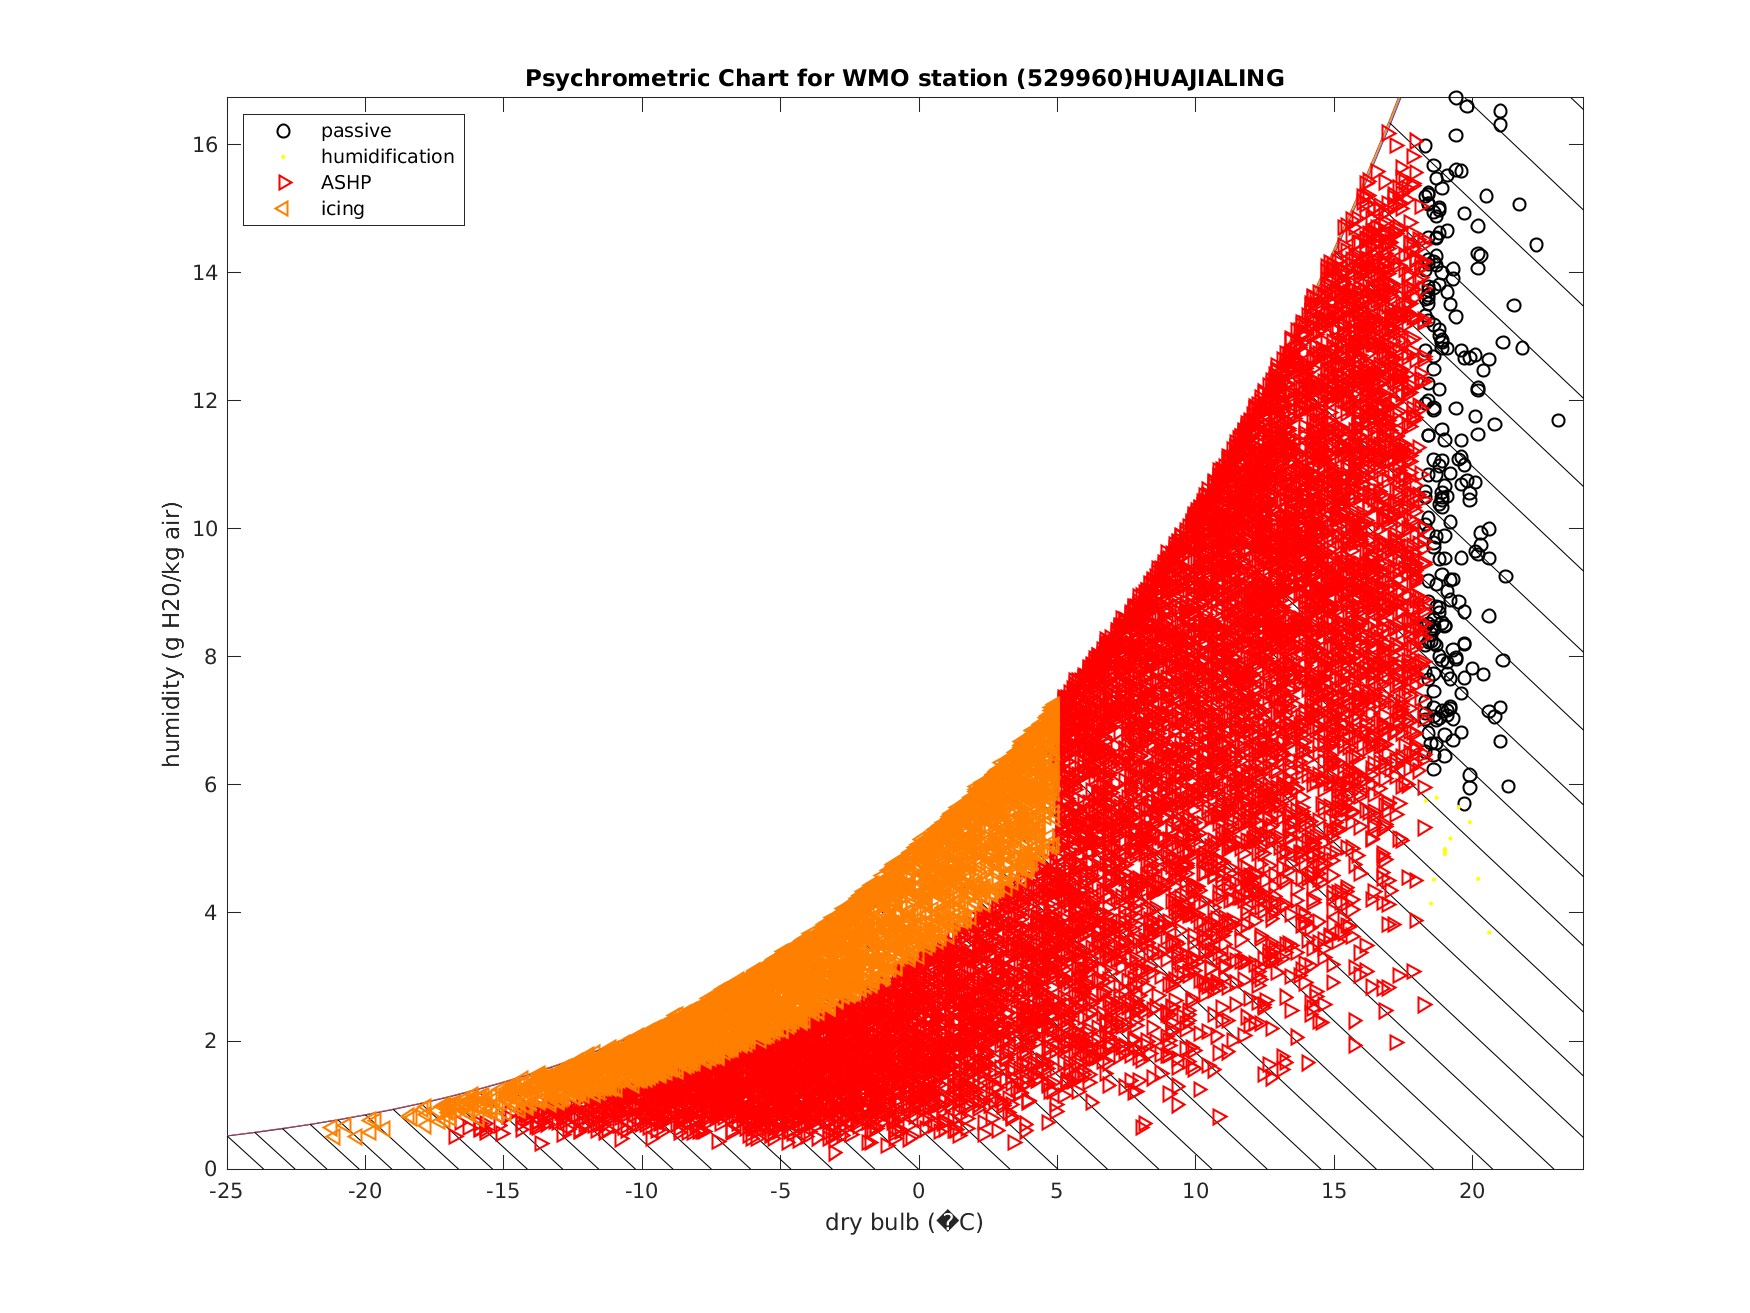 Psychrometric Chart for WMO station (529960)HUAJIALING
passive
humidification
ASHP
icing
humidity (g H20/kg air)
16
14
12
10
8
6
4
2
0
-25 -20 -15 -10 -5 0 5 10 15 20
dry bulb (�C)